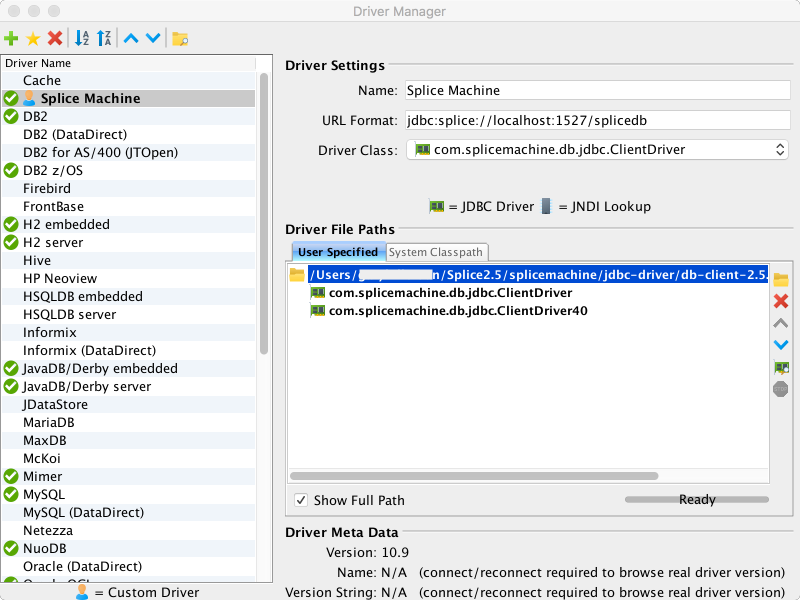 Driver Manager
Driver Name
Cache
Splice Machine
DB2
DB2 (DataDirect)
DB2 for AS/400 (JTOpen)
DB2 z/OS
Firebird
FrontBase
H2 embedded
H2 server
Hive
HP Neoview
HSQLDB embedded
HSQLDB server
Informix
Informix (DataDirect)
JavaDB/Derby embedded
JavaDB/Derby server
JDataStore
MariaDB
MaxDB
McKoi
Mimer
MySQL
MySQL (DataDirect)
Netezza
NuoDB
Oracle (DataDirect)
= Custom Driver
Driver Settings
Name: Splice Machine
URL Format: jdbc:splice://localhost:1527/splicedb
Driver Class: com.splicemachine.db.jdbc.ClientDriver
= JDBC Driver = JNDI Lookup
Driver File Paths
User Specified System Classpath
/Users/ n/Splice2.5/splicemachine/jdbc-driver/db-client-2.5.
com.splicemachine.db.jdbc.ClientDriver
com.splicemachine.db.jdbc.ClientDriver40
Show Full Path Ready
Driver Meta Data
Version: 10.9
Name: N/A (connect/reconnect required to browse real driver version)
Version String: N/A (connect/reconnect required to browse real driver version)